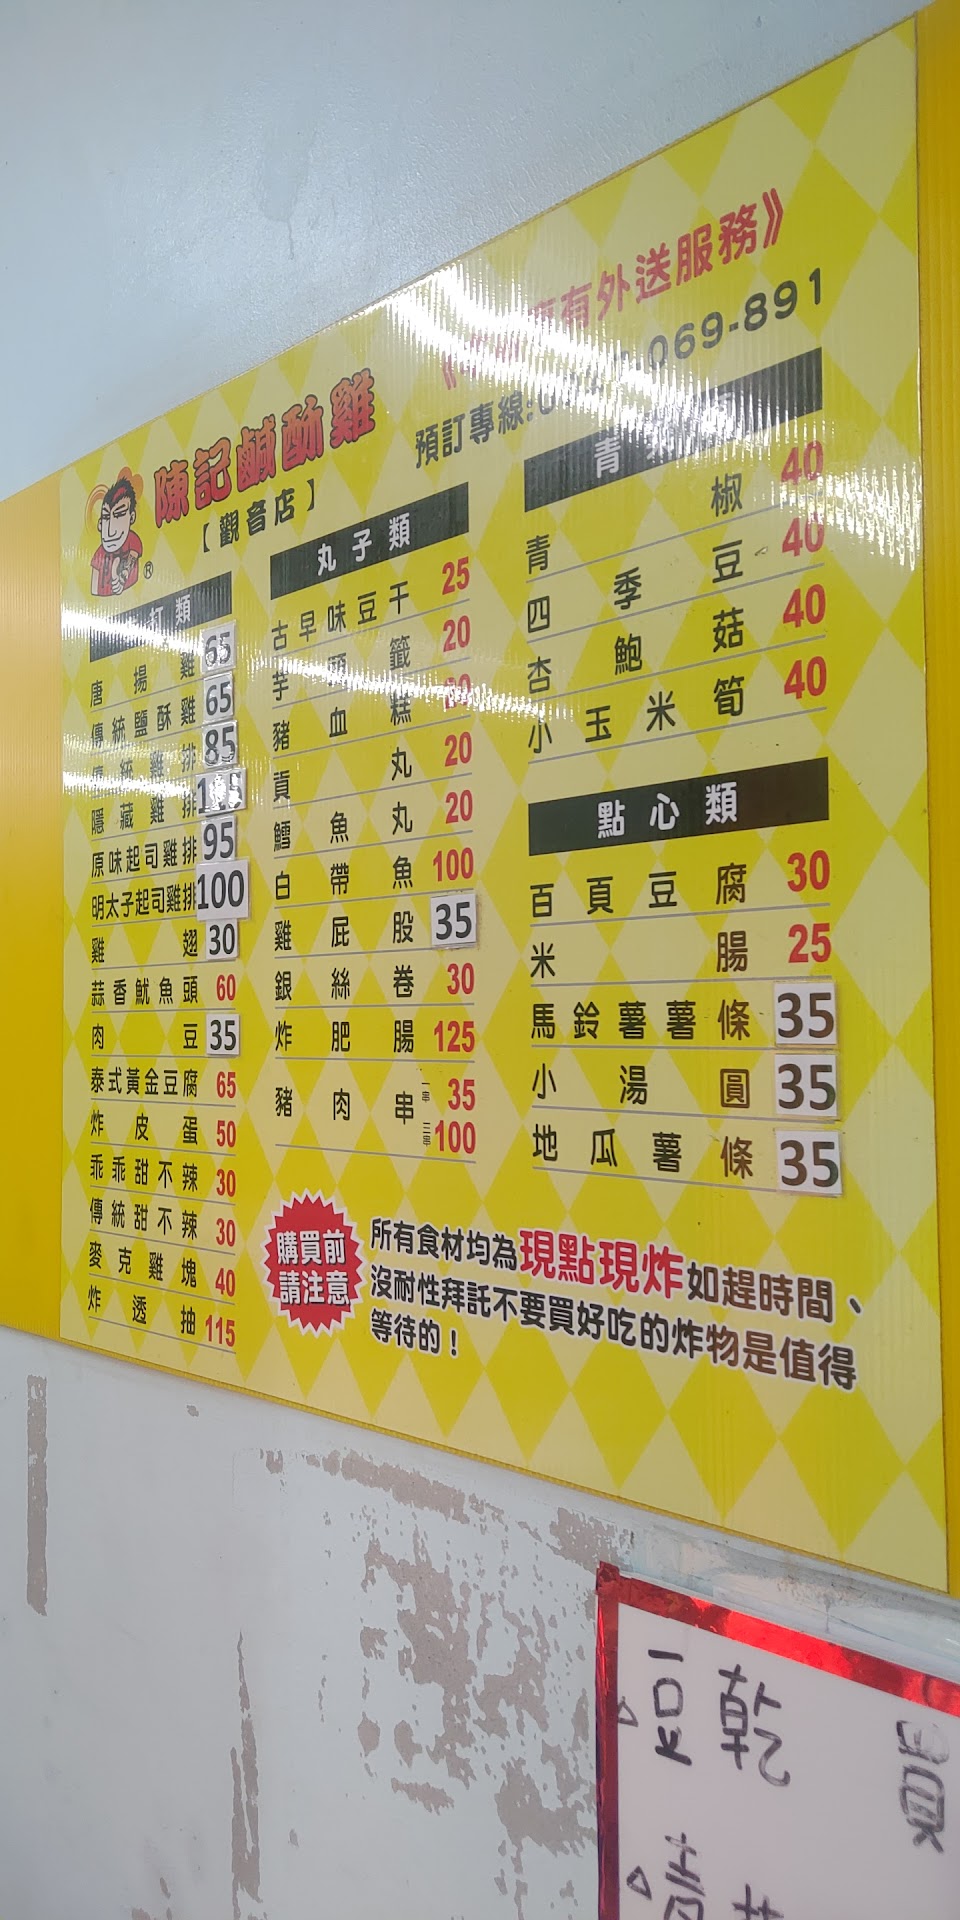 有外送服務》
陳記鹹酥雞
【觀音店】
預訂專線:0
069-891
®
類
唐揚雞 65
傳統鹽酥雞 65
雞排 85
隱藏雞排
原味起司雞排 95
明太子起司雞排 100
雞翅 30
蒜香魷魚頭 60
肉豆 35
泰式黃金豆腐 65
炸皮蛋 50
乖乖甜不辣 30
傳統甜不辣 30
麥克雞塊 40
炸透抽 115
丸子類
古早味豆干 25
芋頭籤 20
豬血糕
貢丸 20
鱈魚丸 20
白帶魚 100
雞屁股 35
銀絲卷 30
炸肥腸 125
豬肉串 一串 35
三串 100
青
青椒 40
四季豆 40
杏鮑菇 40
小玉米筍 40
點心類
百頁豆腐 30
米腸 25
馬鈴薯薯條 35
小湯圓 35
地瓜薯條 35
購買前
請注意
所有食材均為現點現炸如趕時間、
沒耐性拜託不要買好吃的炸物是值得
等待的！
豆乾